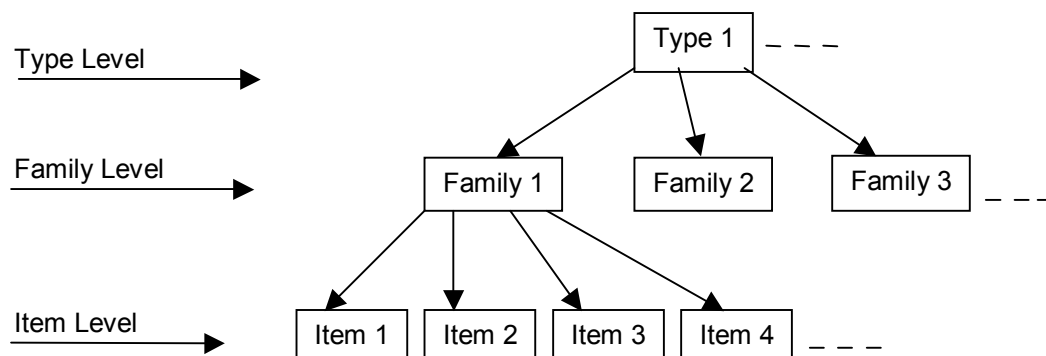 Type Level
Type 1
Family Level
Family 1
Family 2
Family 3
Item Level
Item 1
Item 2
Item 3
Item 4